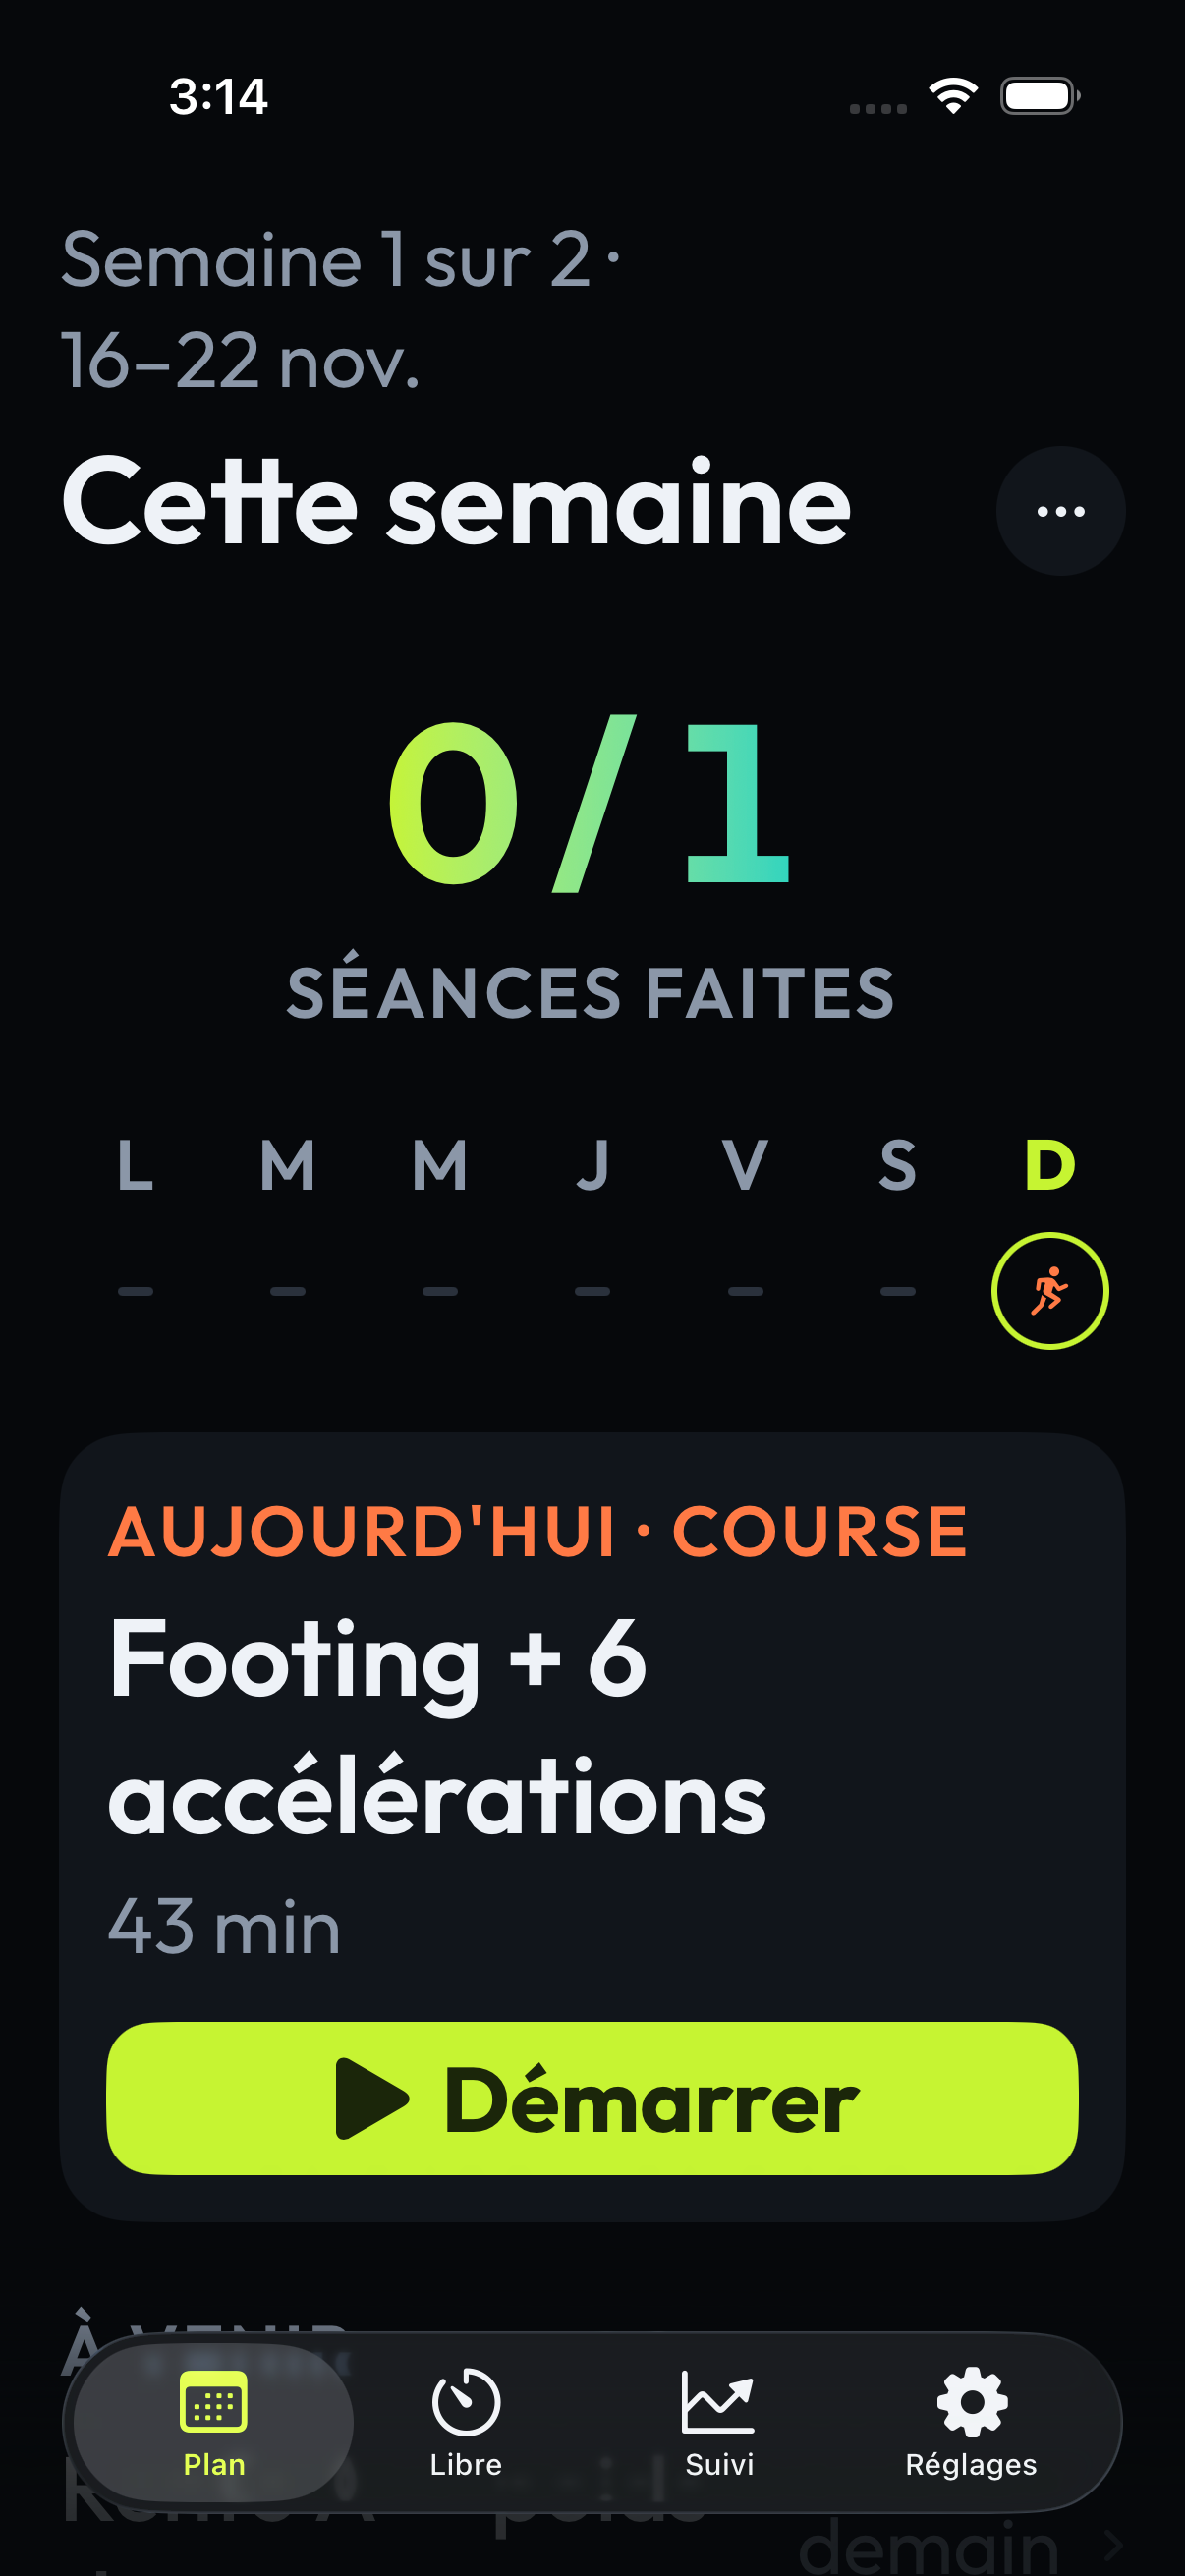 3:14
Semaine 1 sur 2 ·
16–22 nov.
Cette semaine
0/1
SÉANCES FAITES
L M M J V S D
AUJOURD'HUI · COURSE
Footing + 6
accélérations
43 min
Démarrer
À VENIR
Plan Libre Suivi Réglages
demain